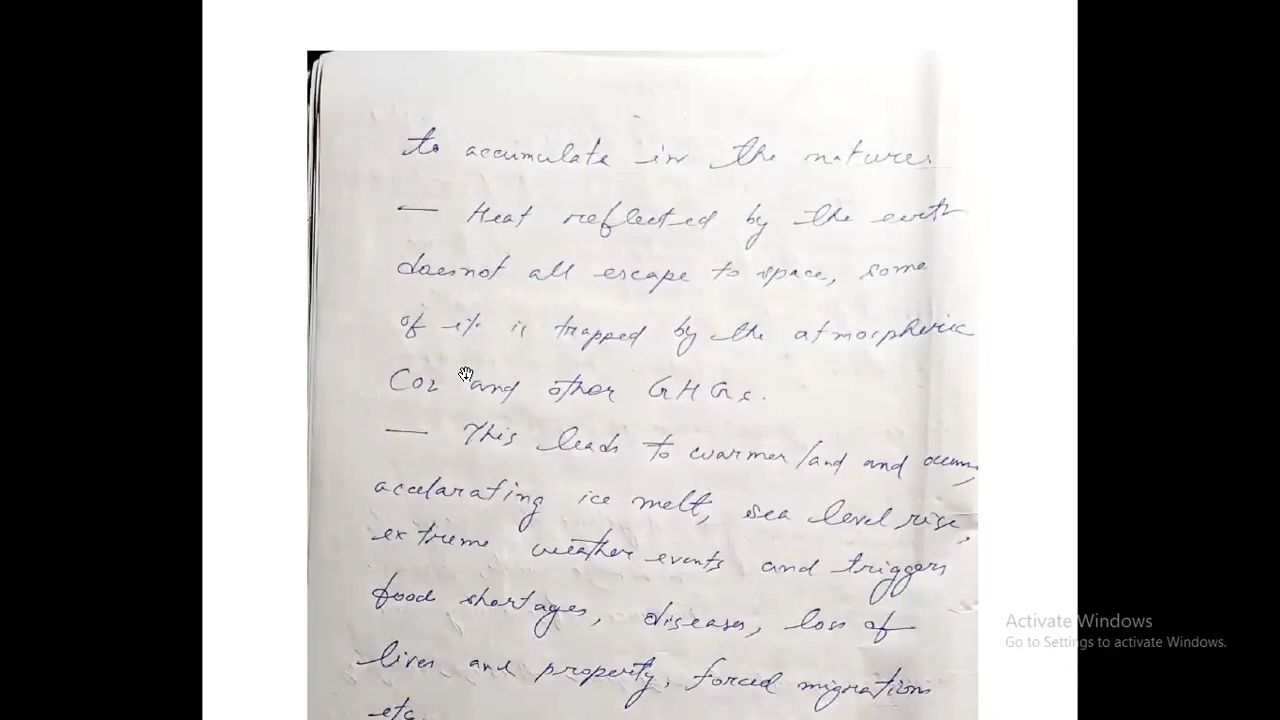 to accumulate in the nature.
— Heat reflected by the earth
doesnot all escape to space, some
of it is trapped by the atmospheric
CO2 and other GHGs.
— This leads to warmer land and oceans,
accelarating ice melt, sea level rise,
extreme weather events and triggers
food shortages, diseases, loss of
lives and property, forced migrations
etc.
Activate Windows
Go to Settings to activate Windows.